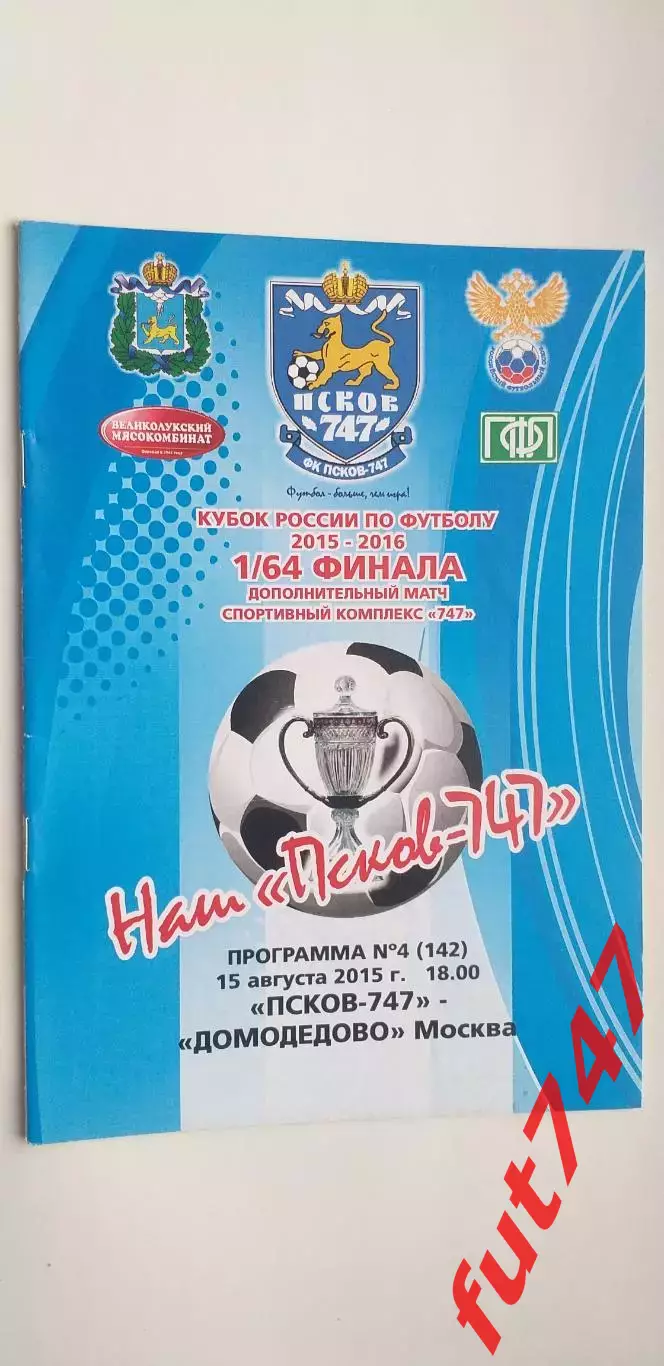 ПСКОВ
747
ФК ПСКОВ-747
ВЕЛИКОЛУКСКИЙ
МЯСОКОМБИНАТ
ПФЛ
Футбол - больше, чем игра!
КУБОК РОССИИ ПО ФУТБОЛУ
2015 - 2016
1/64 ФИНАЛА
ДОПОЛНИТЕЛЬНЫЙ МАТЧ
СПОРТИВНЫЙ КОМПЛЕКС «747»
Наш «Псков-747»
ПРОГРАММА №4 (142)
15 августа 2015 г. 18.00
«ПСКОВ-747» -
«ДОМОДЕДОВО» Москва
fut747